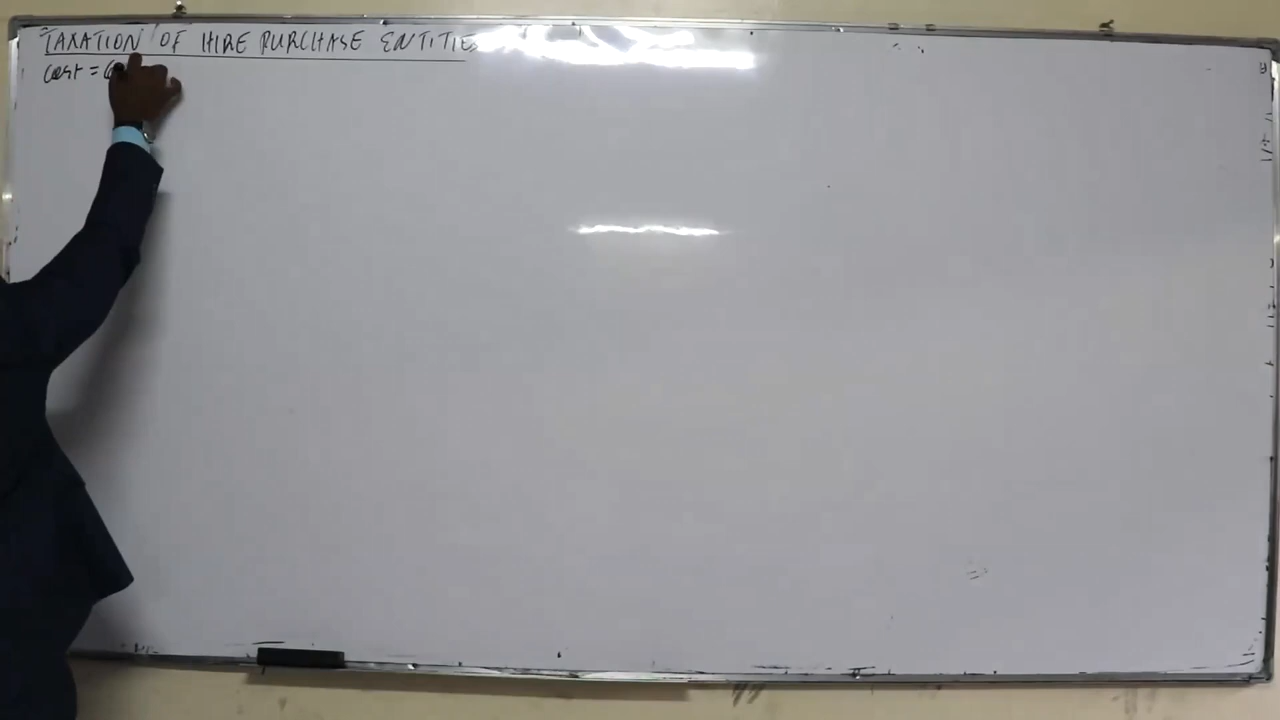 TAXATION OF HIRE PURCHASE ENTITIES
cost =